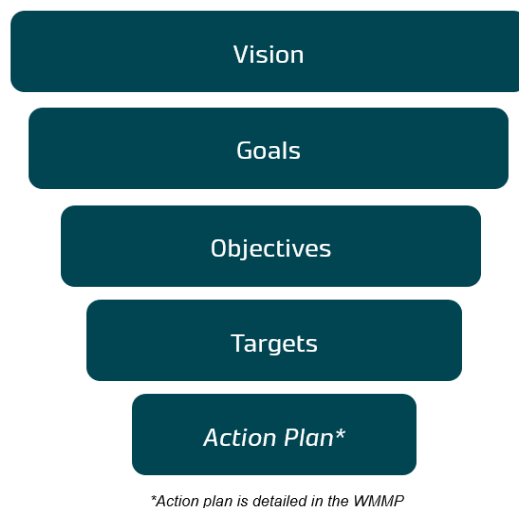 Vision
Goals
Objectives
Targets
Action Plan*
*Action plan is detailed in the WMMP